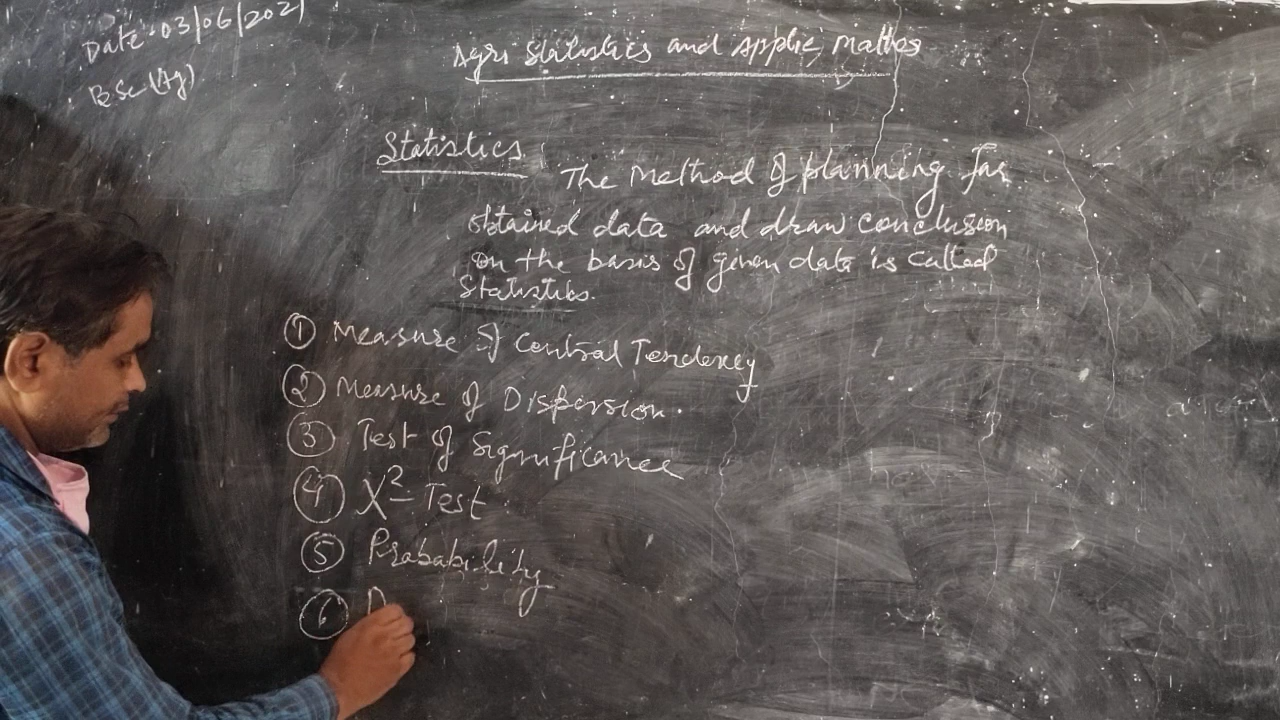 Date. 03/06/2021
BSc (Ag)
Agri Statistics and Applie, Mathes
Statistics : The Method of planning for
obtained data and draw conclusion
on the basis of given data is called
Statistics.
① Measure of Central Tendency
② Measure of Dispersion.
③ Test of Significance
④ X² Test
⑤ Probability
⑥